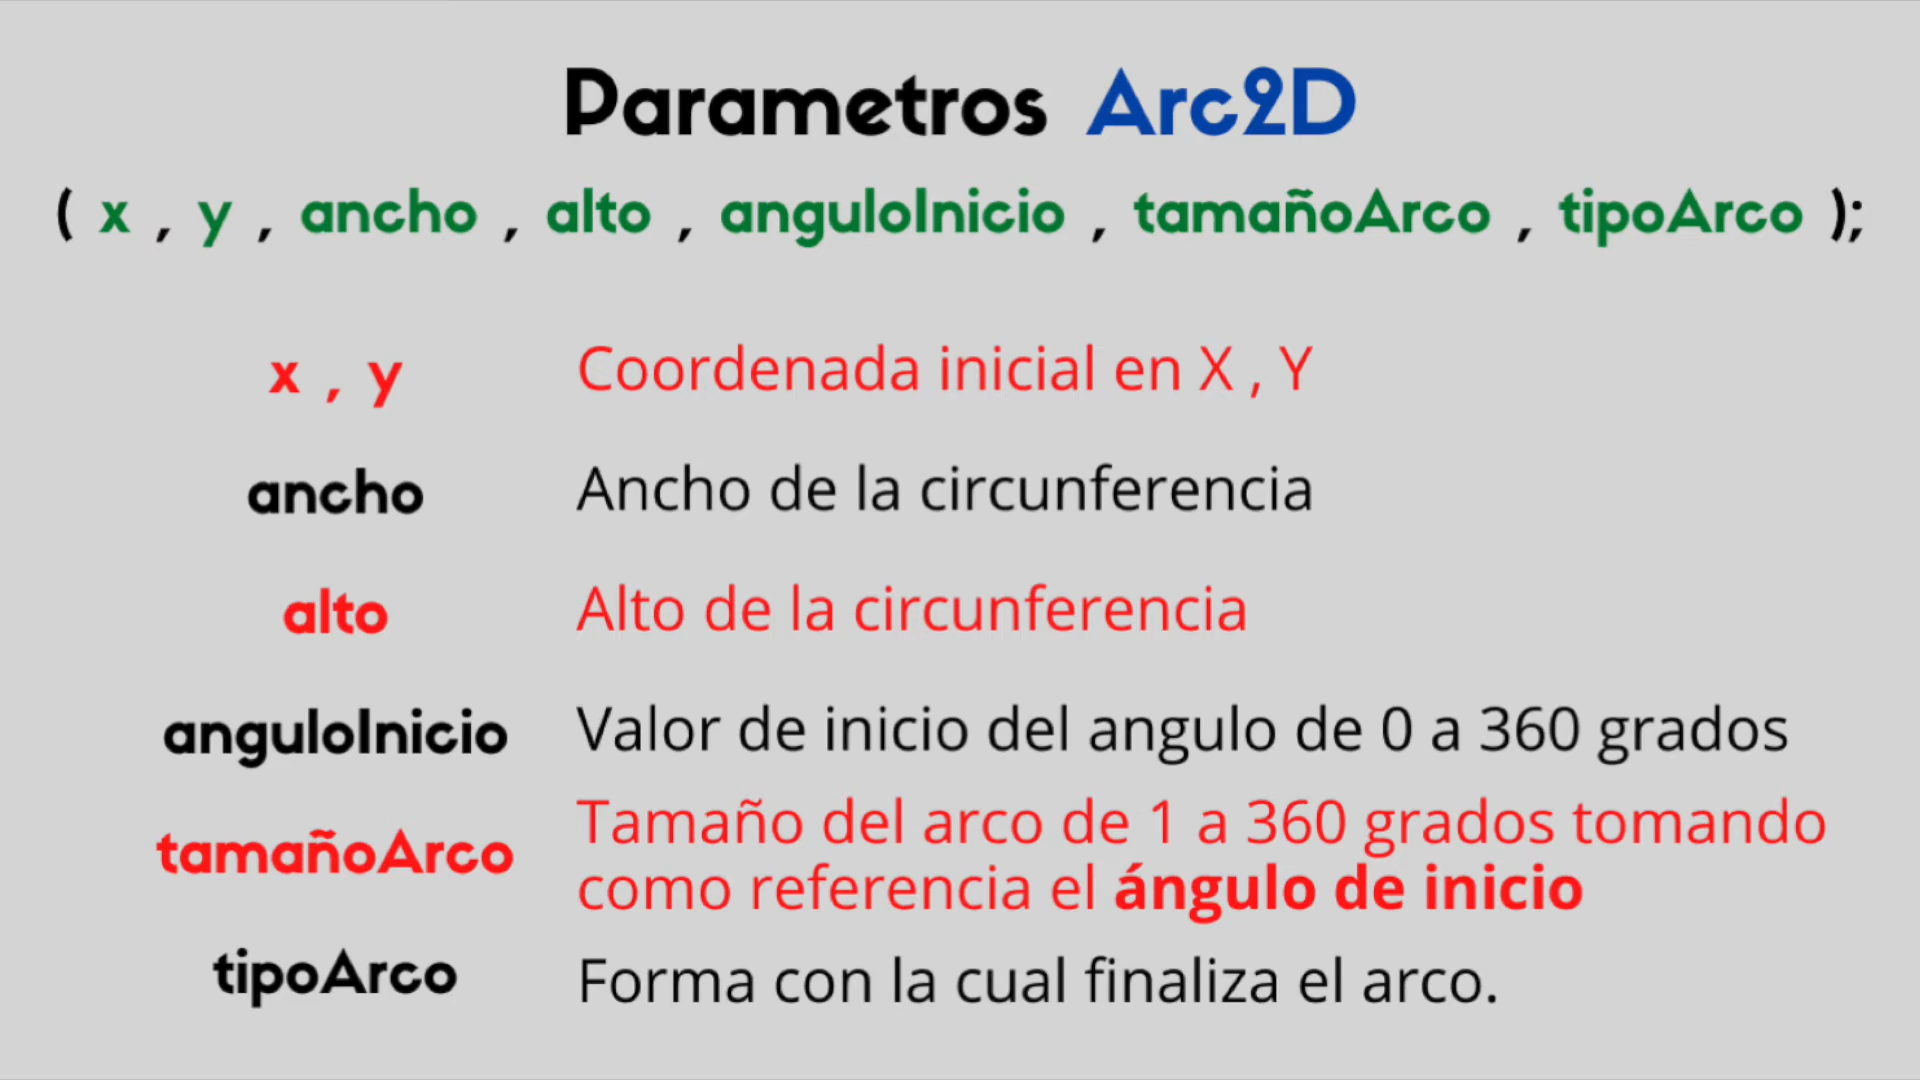 Parametros Arc2D
( x , y , ancho , alto , anguloInicio , tamañoArco , tipoArco );
x , y Coordenada inicial en X , Y
ancho Ancho de la circunferencia
alto Alto de la circunferencia
anguloInicio Valor de inicio del angulo de 0 a 360 grados
tamañoArco Tamaño del arco de 1 a 360 grados tomando
como referencia el ángulo de inicio
tipoArco Forma con la cual finaliza el arco.